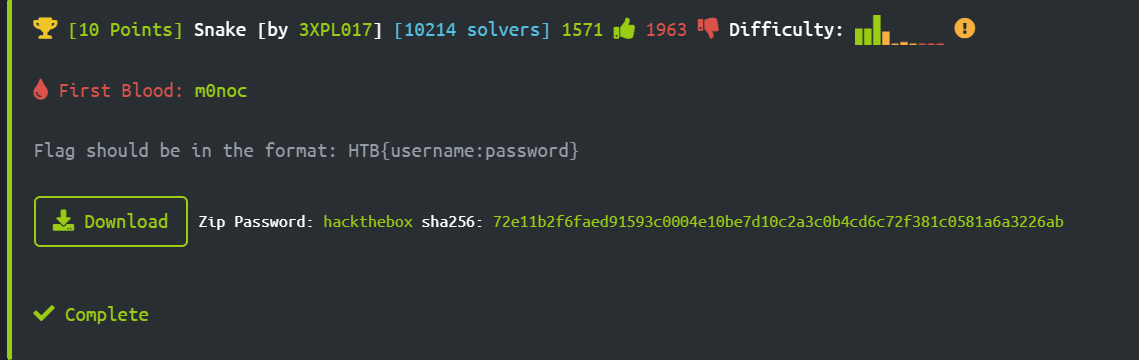 [10 Points] Snake [by 3XPL017] [10214 solvers] 1571 1963 Difficulty:
First Blood: m0noc
Flag should be in the format: HTB{username:password}
Download Zip Password: hackthebox sha256: 72e11b2f6faed91593c0004e10be7d10c2a3c0b4cd6c72f381c0581a6a3226ab
Complete